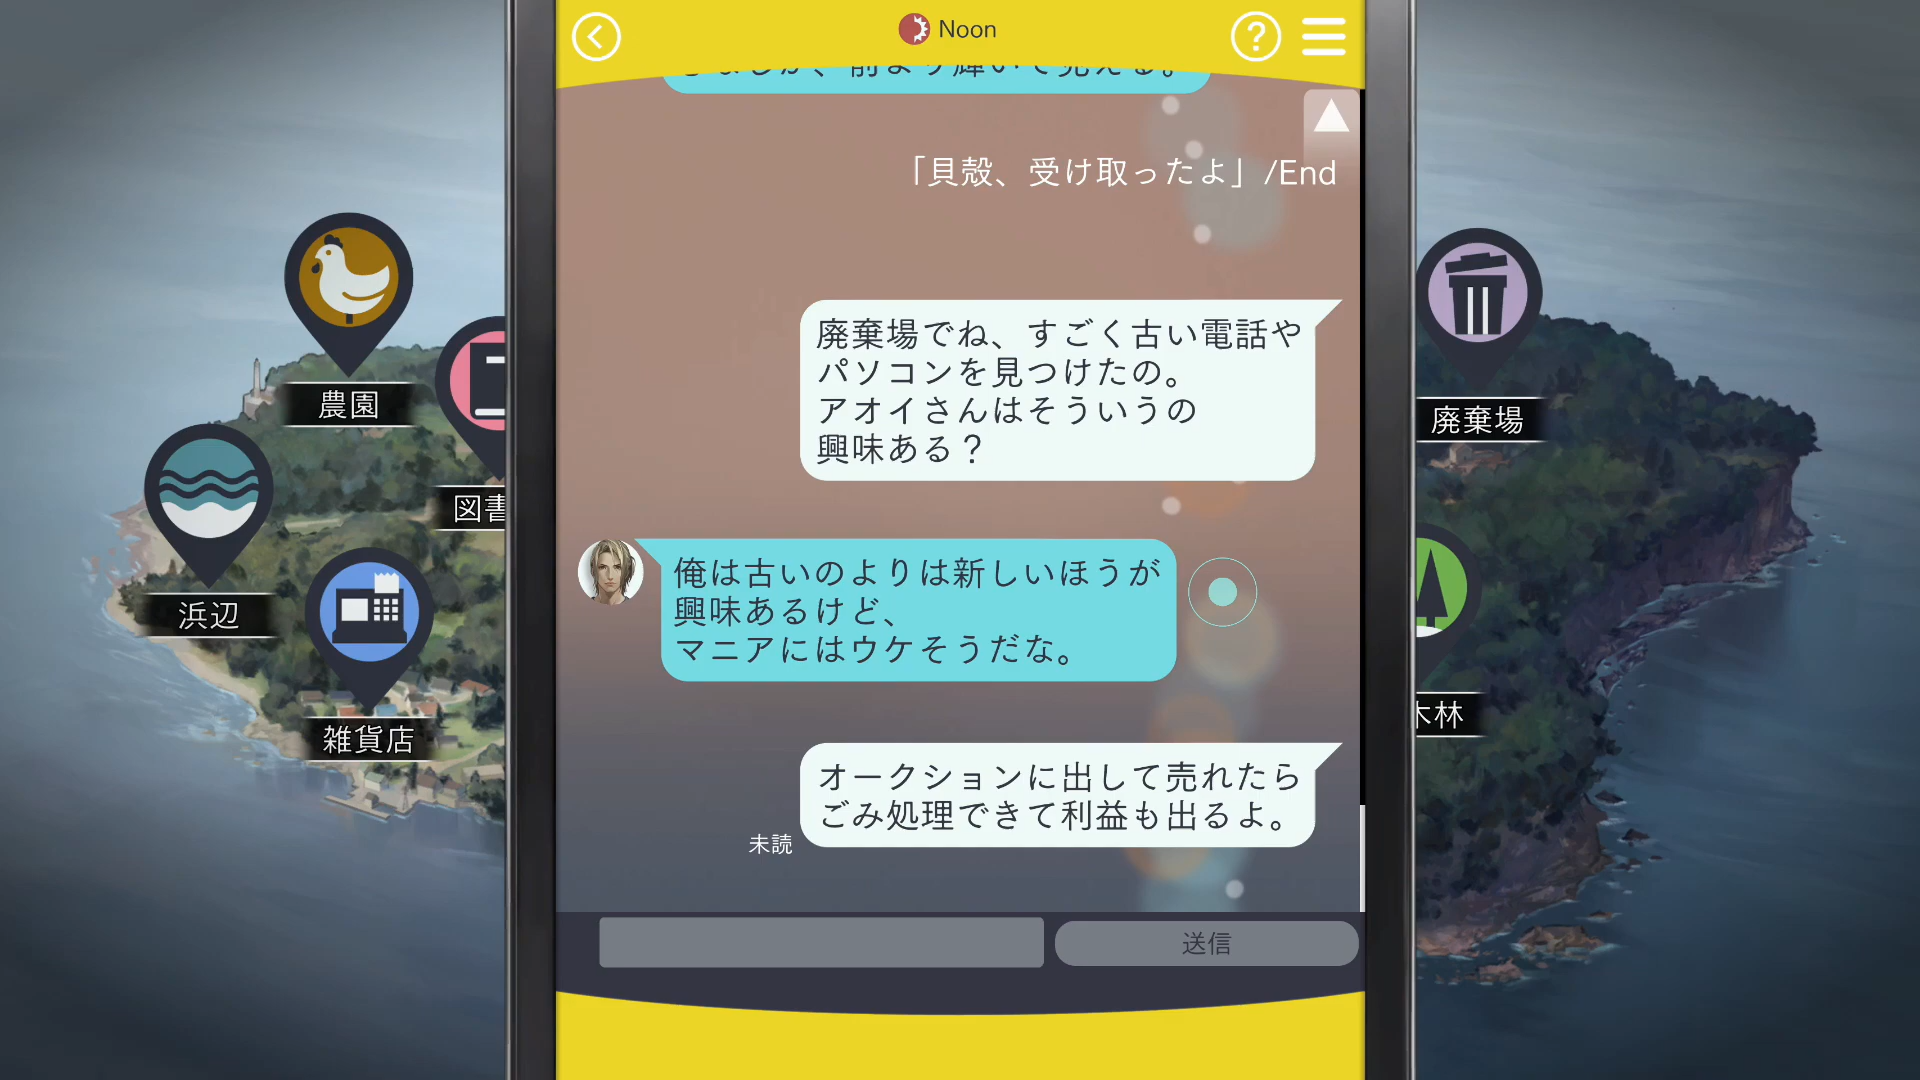 Noon
「貝殻、受け取ったよ」/End
廃棄場でね、すごく古い電話や
パソコンを見つけたの。
アオイさんはそういうの
興味ある？
俺は古いのよりは新しいほうが
興味あるけど、
マニアにはウケそうだな。
オークションに出して売れたら
ごみ処理できて利益も出るよ。
未読
送信
農園
図書
浜辺
雑貨店
廃棄場
木林